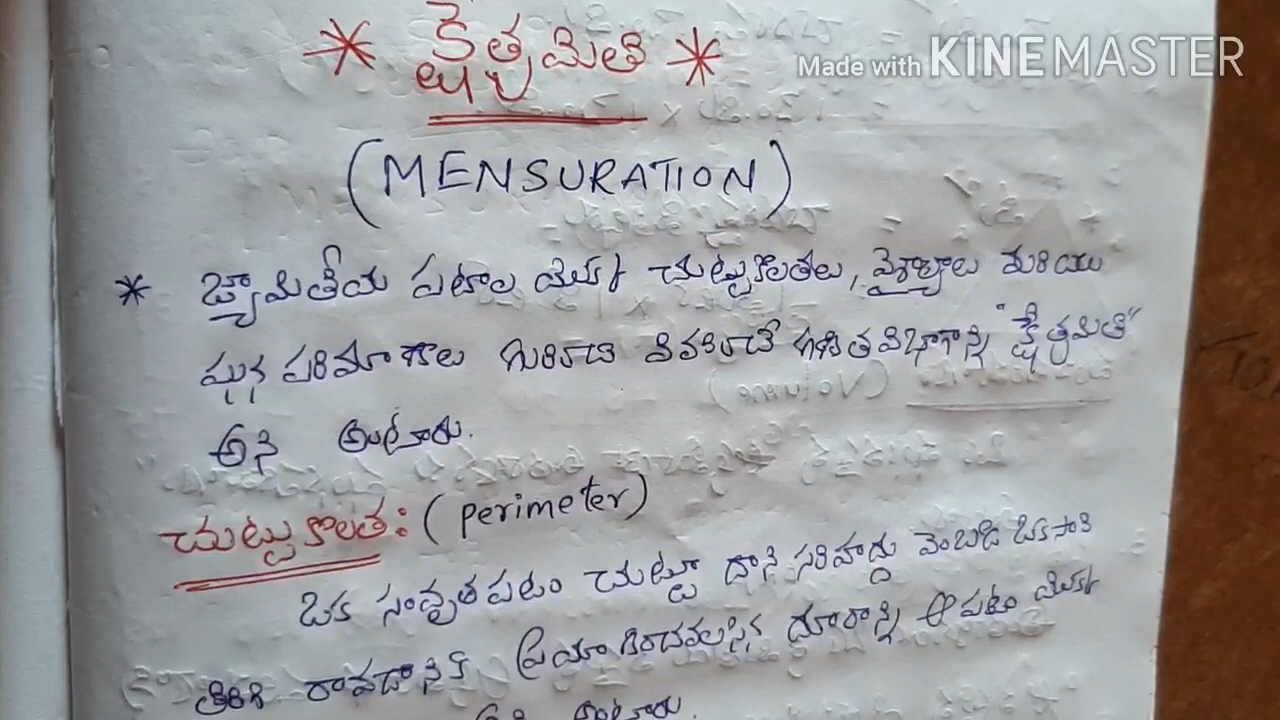 * క్షేత్రమితి *
Made with KINEMASTER
(MENSURATION)
* జ్యామితీయ పటాల యొక్క చుట్టుకొలతలు, వైశాల్యాలు మరియు
ఘన పరిమాణాలు గురించి వివరించే గణిత విభాగాన్ని "క్షేత్రమితి"
అని అంటారు.
చుట్టుకొలత: (perimeter)
ఒక సంవృత పటం చుట్టూ దాని సరిహద్దు వెంబడి ఒకసారి
తిరిగి రావడానికి ప్రయాణించవలసిన దూరాన్ని ఆ పటం యొక్క
అంటారు.